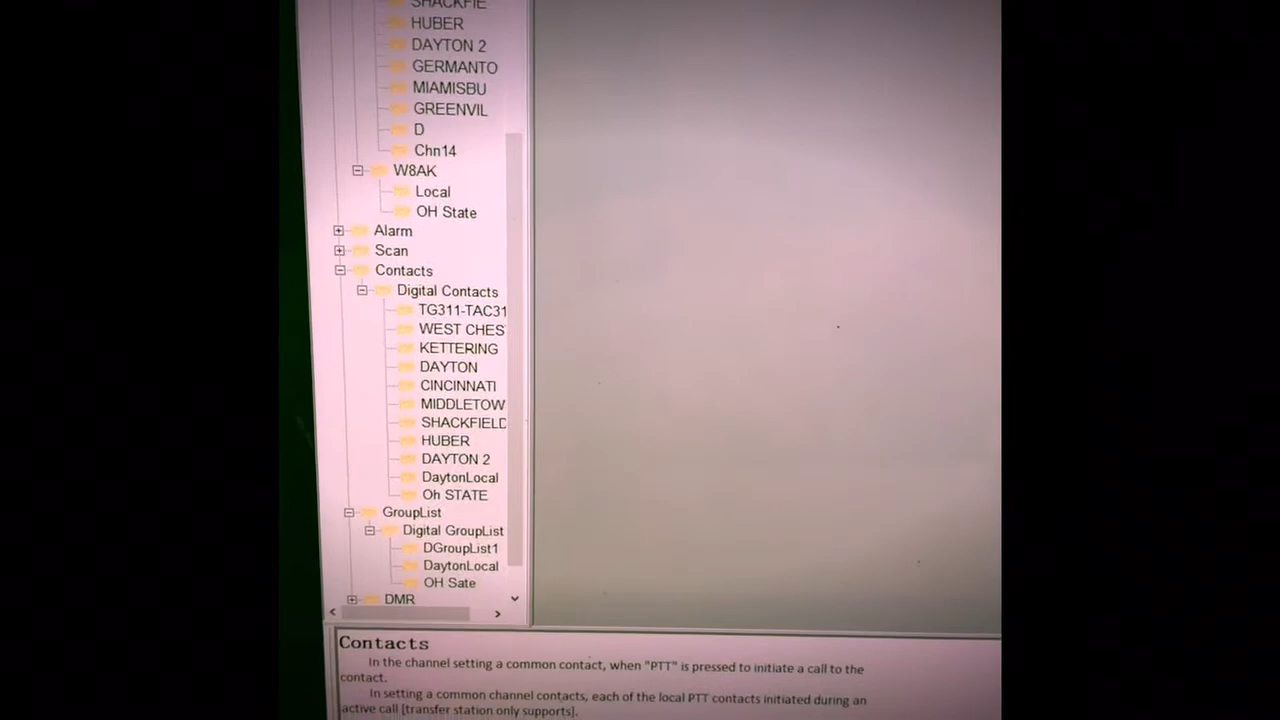 SHACKFIE
HUBER
DAYTON 2
GERMANTO
MIAMISBU
GREENVIL
D
Chn14
W8AK
Local
OH State
Alarm
Scan
Contacts
Digital Contacts
TG311-TAC31
WEST CHES
KETTERING
DAYTON
CINCINNATI
MIDDLETOW
SHACKFIELD
HUBER
DAYTON 2
DaytonLocal
Oh STATE
GroupList
Digital GroupList
DGroupList1
DaytonLocal
OH Sate
DMR
Contacts
In the channel setting a common contact, when "PTT" is pressed to initiate a call to the
contact.
In setting a common channel contacts, each of the local PTT contacts initiated during an
active call [transfer station only supports].